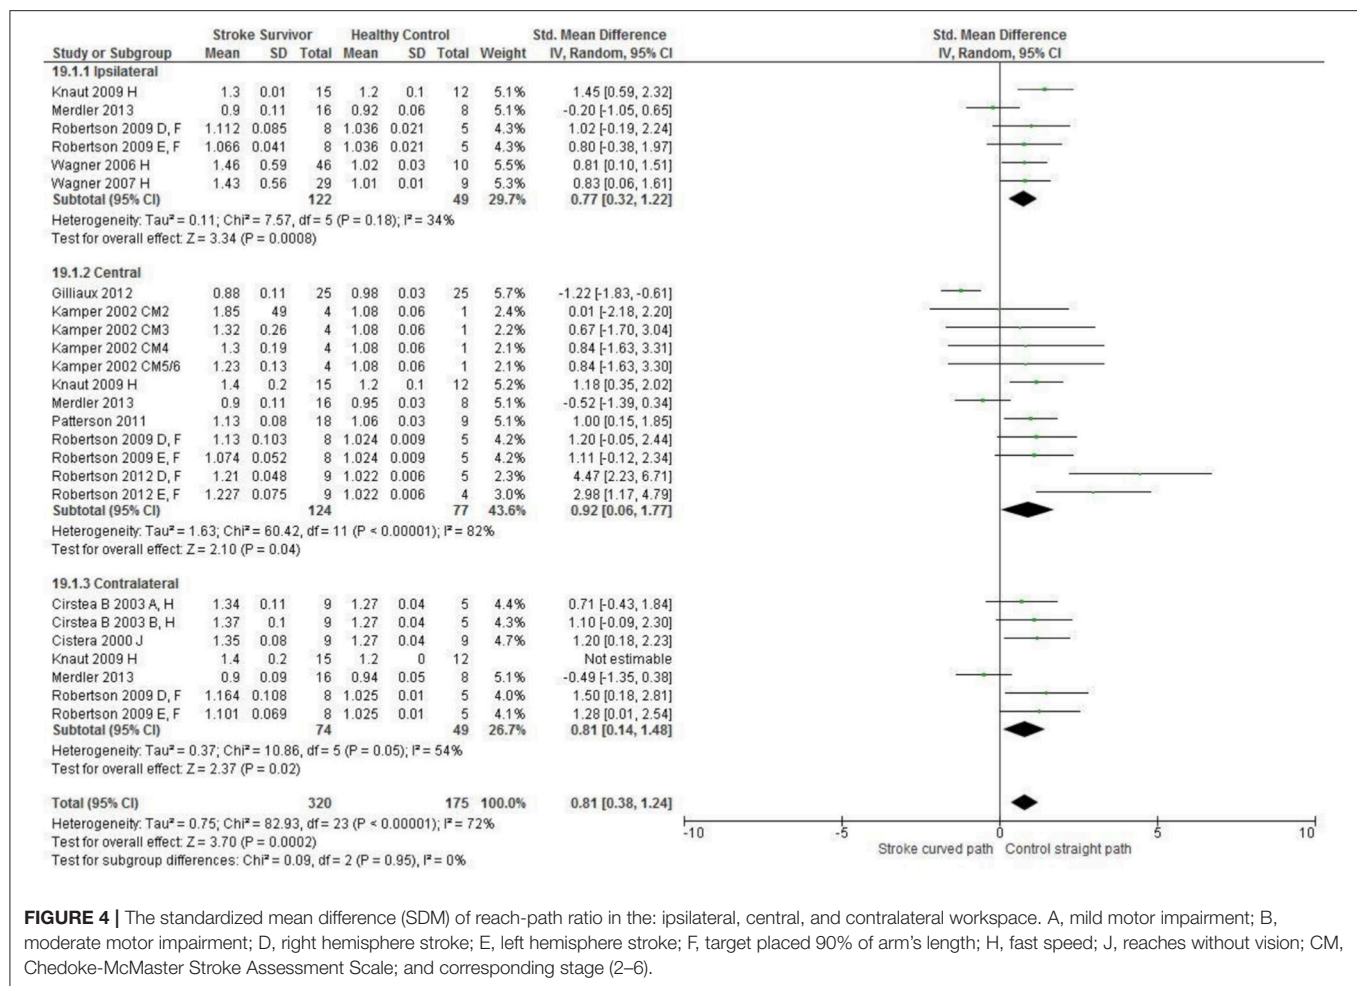 Stroke Survivor Healthy Control Std. Mean Difference Std. Mean Difference
Study or Subgroup Mean SD Total Mean SD Total Weight IV, Random, 95% CI IV, Random, 95% CI
19.1.1 Ipsilateral
Knaut 2009 H 1.3 0.01 15 1.2 0.1 12 5.1% 1.45 [0.59, 2.32]
Merdler 2013 0.9 0.11 16 0.92 0.06 8 5.1% -0.20 [-1.05, 0.65]
Robertson 2009 D, F 1.112 0.085 8 1.036 0.021 5 4.3% 1.02 [-0.19, 2.24]
Robertson 2009 E, F 1.066 0.041 8 1.036 0.021 5 4.3% 0.80 [-0.38, 1.97]
Wagner 2006 H 1.46 0.59 46 1.02 0.03 10 5.5% 0.81 [0.10, 1.51]
Wagner 2007 H 1.43 0.56 29 1.01 0.01 9 5.3% 0.83 [0.06, 1.61]
Subtotal (95% CI) 122 49 29.7% 0.77 [0.32, 1.22]
Heterogeneity: Tau² = 0.11; Chi² = 7.57, df = 5 (P = 0.18); I² = 34%
Test for overall effect: Z = 3.34 (P = 0.0008)
19.1.2 Central
Gilliaux 2012 0.88 0.11 25 0.98 0.03 25 5.7% -1.22 [-1.83, -0.61]
Kamper 2002 CM2 1.85 49 4 1.08 0.06 1 2.4% 0.01 [-2.18, 2.20]
Kamper 2002 CM3 1.32 0.26 4 1.08 0.06 1 2.2% 0.67 [-1.70, 3.04]
Kamper 2002 CM4 1.3 0.19 4 1.08 0.06 1 2.1% 0.84 [-1.63, 3.31]
Kamper 2002 CM5/6 1.23 0.13 4 1.08 0.06 1 2.1% 0.84 [-1.63, 3.30]
Knaut 2009 H 1.4 0.2 15 1.2 0.1 12 5.2% 1.18 [0.35, 2.02]
Merdler 2013 0.9 0.11 16 0.95 0.03 8 5.1% -0.52 [-1.39, 0.34]
Patterson 2011 1.13 0.08 18 1.06 0.03 9 5.1% 1.00 [0.15, 1.85]
Robertson 2009 D, F 1.13 0.103 8 1.024 0.009 5 4.2% 1.20 [-0.05, 2.44]
Robertson 2009 E, F 1.074 0.052 8 1.024 0.009 5 4.2% 1.11 [-0.12, 2.34]
Robertson 2012 D, F 1.21 0.048 9 1.022 0.006 5 2.3% 4.47 [2.23, 6.71]
Robertson 2012 E, F 1.227 0.075 9 1.022 0.006 4 3.0% 2.98 [1.17, 4.79]
Subtotal (95% CI) 124 77 43.6% 0.92 [0.06, 1.77]
Heterogeneity: Tau² = 1.63; Chi² = 60.42, df = 11 (P < 0.00001); I² = 82%
Test for overall effect: Z = 2.10 (P = 0.04)
19.1.3 Contralateral
Cirstea B 2003 A, H 1.34 0.11 9 1.27 0.04 5 4.4% 0.71 [-0.43, 1.84]
Cirstea B 2003 B, H 1.37 0.1 9 1.27 0.04 5 4.3% 1.10 [-0.09, 2.30]
Cistera 2000 J 1.35 0.08 9 1.27 0.04 9 4.7% 1.20 [0.18, 2.23]
Knaut 2009 H 1.4 0.2 15 1.2 0 12 Not estimable
Merdler 2013 0.9 0.09 16 0.94 0.05 8 5.1% -0.49 [-1.35, 0.38]
Robertson 2009 D, F 1.164 0.108 8 1.025 0.01 5 4.0% 1.50 [0.18, 2.81]
Robertson 2009 E, F 1.101 0.069 8 1.025 0.01 5 4.1% 1.28 [0.01, 2.54]
Subtotal (95% CI) 74 49 26.7% 0.81 [0.14, 1.48]
Heterogeneity: Tau² = 0.37; Chi² = 10.86, df = 5 (P = 0.05); I² = 54%
Test for overall effect: Z = 2.37 (P = 0.02)
Total (95% CI) 320 175 100.0% 0.81 [0.38, 1.24]
Heterogeneity: Tau² = 0.75; Chi² = 82.93, df = 23 (P < 0.00001); I² = 72%
Test for overall effect: Z = 3.70 (P = 0.0002)
Test for subgroup differences: Chi² = 0.09, df = 2 (P = 0.95), I² = 0%
-10 -5 0 5 10
Stroke curved path Control straight path
FIGURE 4 | The standardized mean difference (SDM) of reach-path ratio in the: ipsilateral, central, and contralateral workspace. A, mild motor impairment; B,
moderate motor impairment; D, right hemisphere stroke; E, left hemisphere stroke; F, target placed 90% of arm's length; H, fast speed; J, reaches without vision; CM,
Chedoke-McMaster Stroke Assessment Scale; and corresponding stage (2–6).